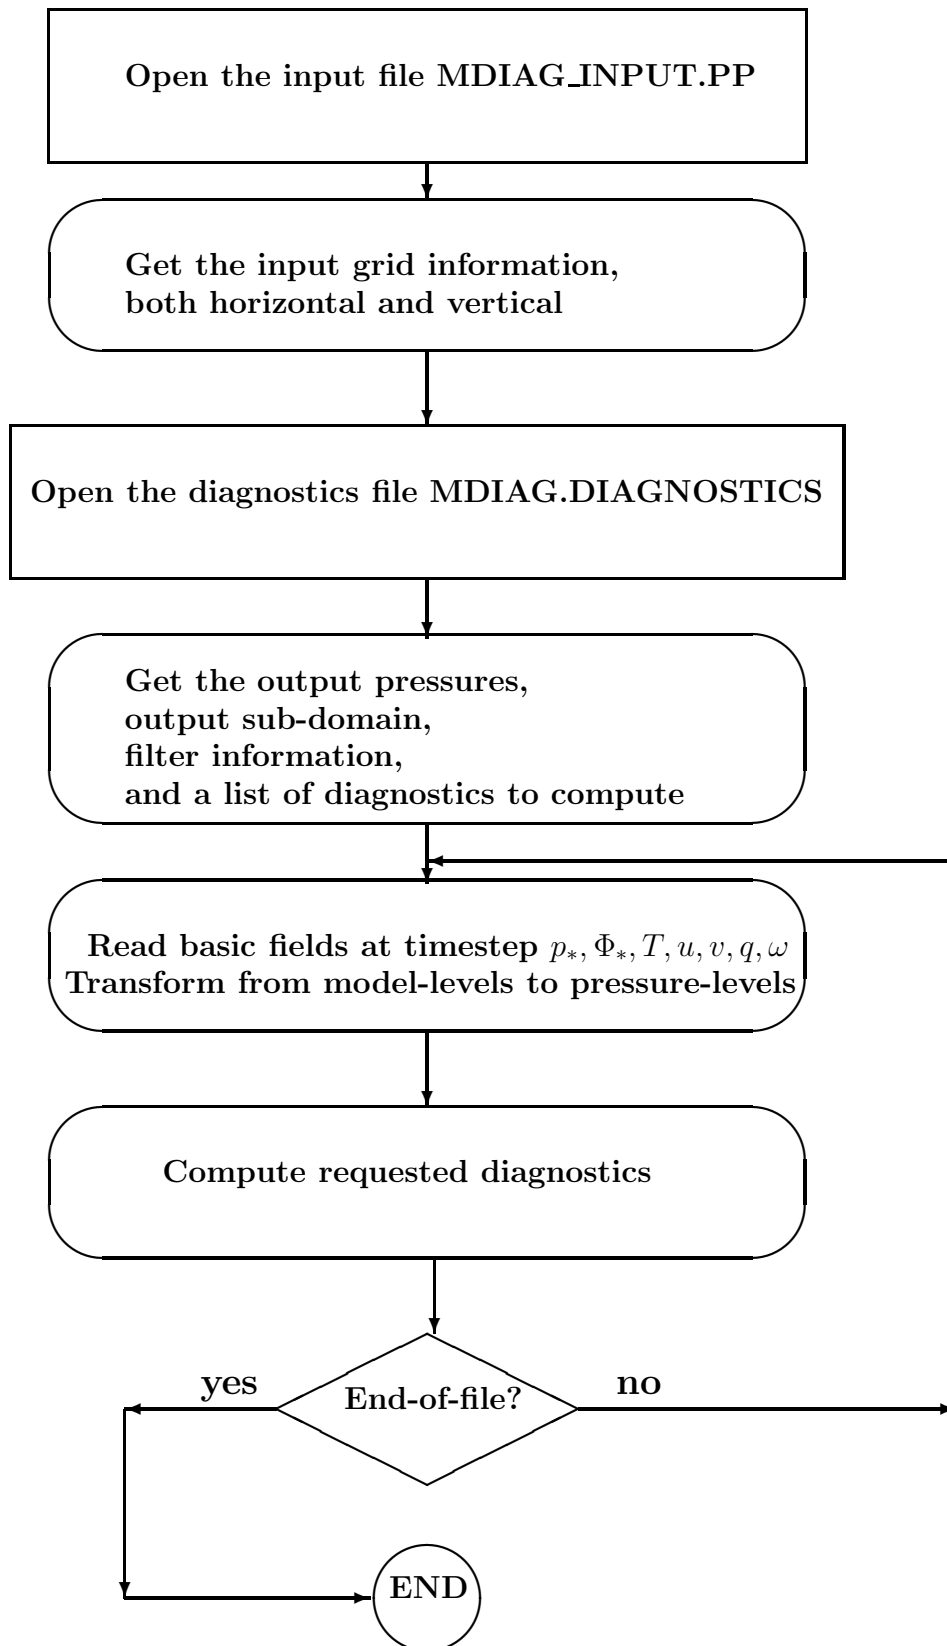 Open the input file MDIAG_INPUT.PP
Get the input grid information,
both horizontal and vertical
Open the diagnostics file MDIAG.DIAGNOSTICS
Get the output pressures,
output sub-domain,
filter information,
and a list of diagnostics to compute
Read basic fields at timestep p∗, Φ∗, T, u, v, q, ω
Transform from model-levels to pressure-levels
Compute requested diagnostics
yes
End-of-file?
no
END